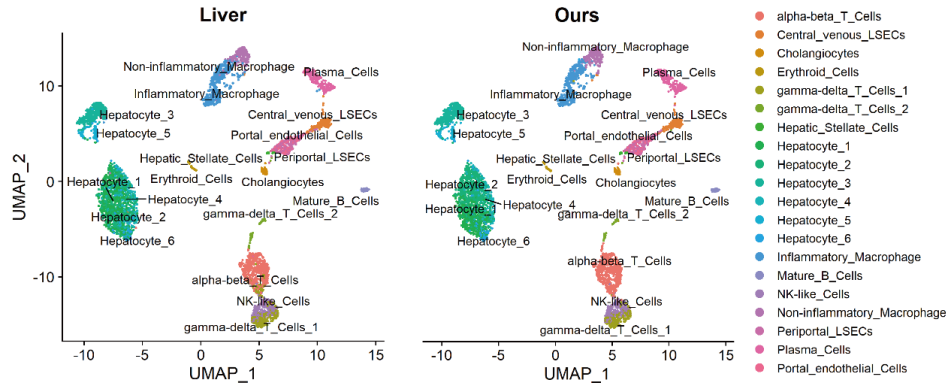 Liver
Ours
UMAP_2
10
0
-10
Non-inflammatory_Macrophage
Plasma_Cells
Inflammatory_Macrophage
Hepatocyte_3
Central_venous_LSECs
Hepatocyte_5
Portal_endothelial_Cells
Hepatic_Stellate_Cells
Periportal_LSECs
Hepatocyte_1
Erythroid_Cells
Cholangiocytes
Hepatocyte_4
Mature_B_Cells
Hepatocyte_2
gamma-delta_T_Cells_2
Hepatocyte_6
alpha-beta_T_Cells
NK-like_Cells
gamma-delta_T_Cells_1
-10
-5
0
5
10
15
UMAP_1
Non-inflammatory_Macrophage
Plasma_Cells
Inflammatory_Macrophage
Hepatocyte_3
Central_venous_LSECs
Hepatocyte_5
Portal_endothelial_Cells
Hepatic_Stellate_Cells
Periportal_LSECs
Hepatocyte_2
Erythroid_Cells
Cholangiocytes
Hepatocyte_4
Mature_B_Cells
Hepatocyte_1
gamma-delta_T_Cells_2
Hepatocyte_6
alpha-beta_T_Cells
NK-like_Cells
gamma-delta_T_Cells_1
-10
-5
0
5
10
15
UMAP_1
alpha-beta_T_Cells
Central_venous_LSECs
Cholangiocytes
Erythroid_Cells
gamma-delta_T_Cells_1
gamma-delta_T_Cells_2
Hepatic_Stellate_Cells
Hepatocyte_1
Hepatocyte_2
Hepatocyte_3
Hepatocyte_4
Hepatocyte_5
Hepatocyte_6
Inflammatory_Macrophage
Mature_B_Cells
NK-like_Cells
Non-inflammatory_Macrophage
Periportal_LSECs
Plasma_Cells
Portal_endothelial_Cells